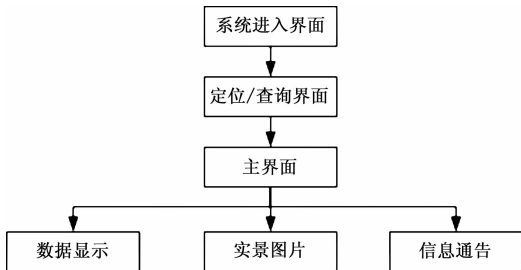 系统进入界面
定位/查询界面
主界面
数据显示
实景图片
信息通告